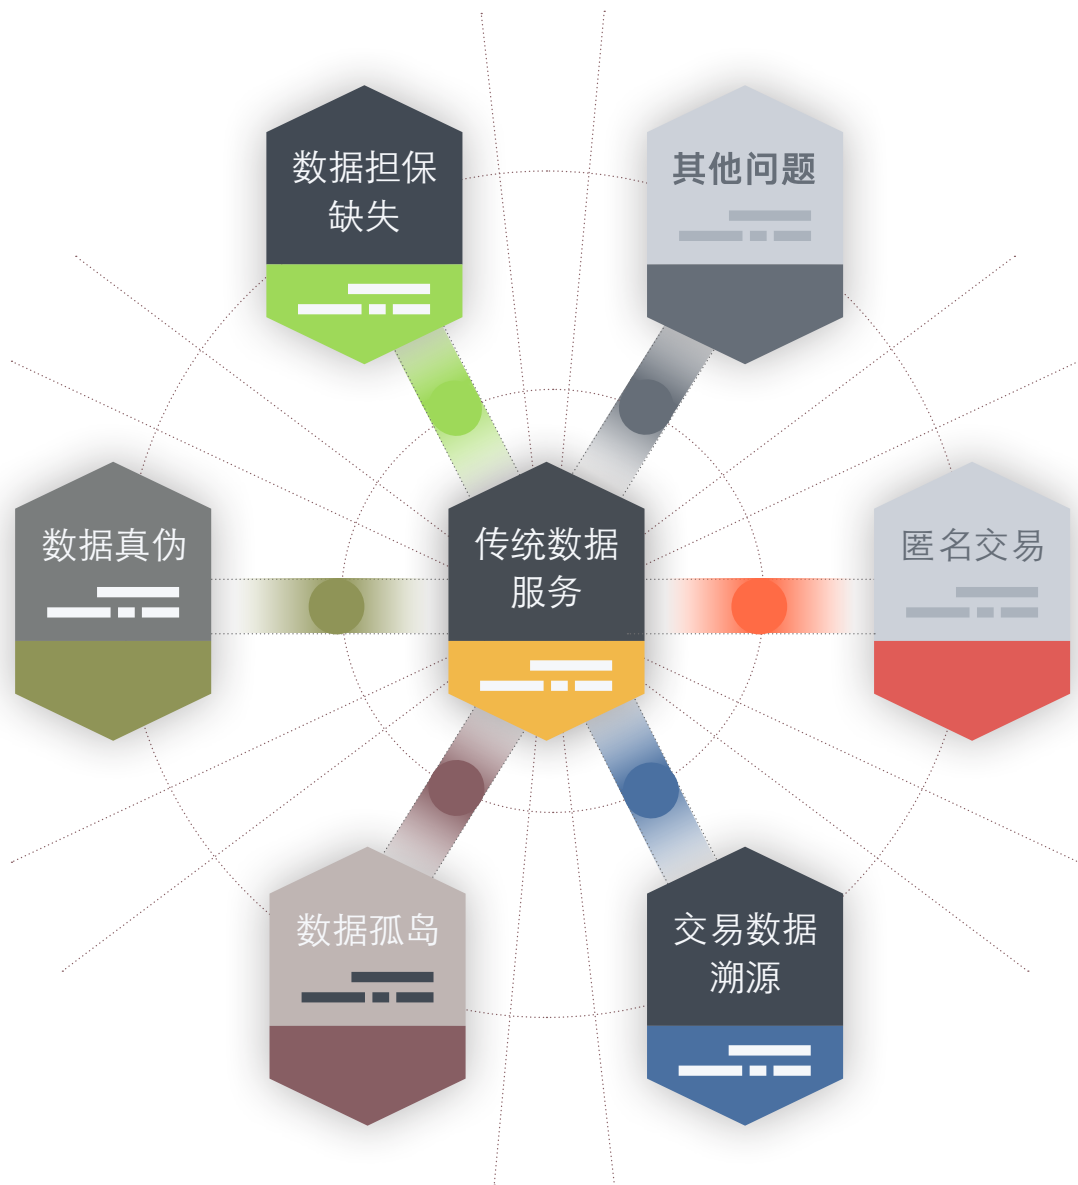 数据担保
缺失
其他问题
数据真伪
传统数据
服务
匿名交易
数据孤岛
交易数据
溯源